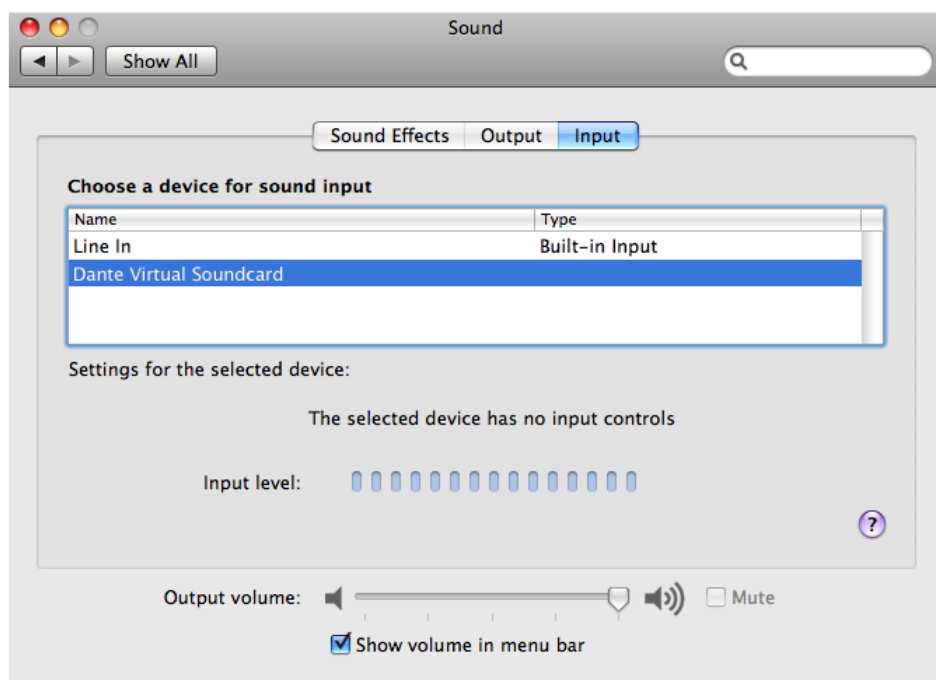 Sound
Show All
Sound Effects Output Input
Choose a device for sound input
Name Type
Line In Built-in Input
Dante Virtual Soundcard
Settings for the selected device:
The selected device has no input controls
Input level:
?
Output volume: Mute
Show volume in menu bar